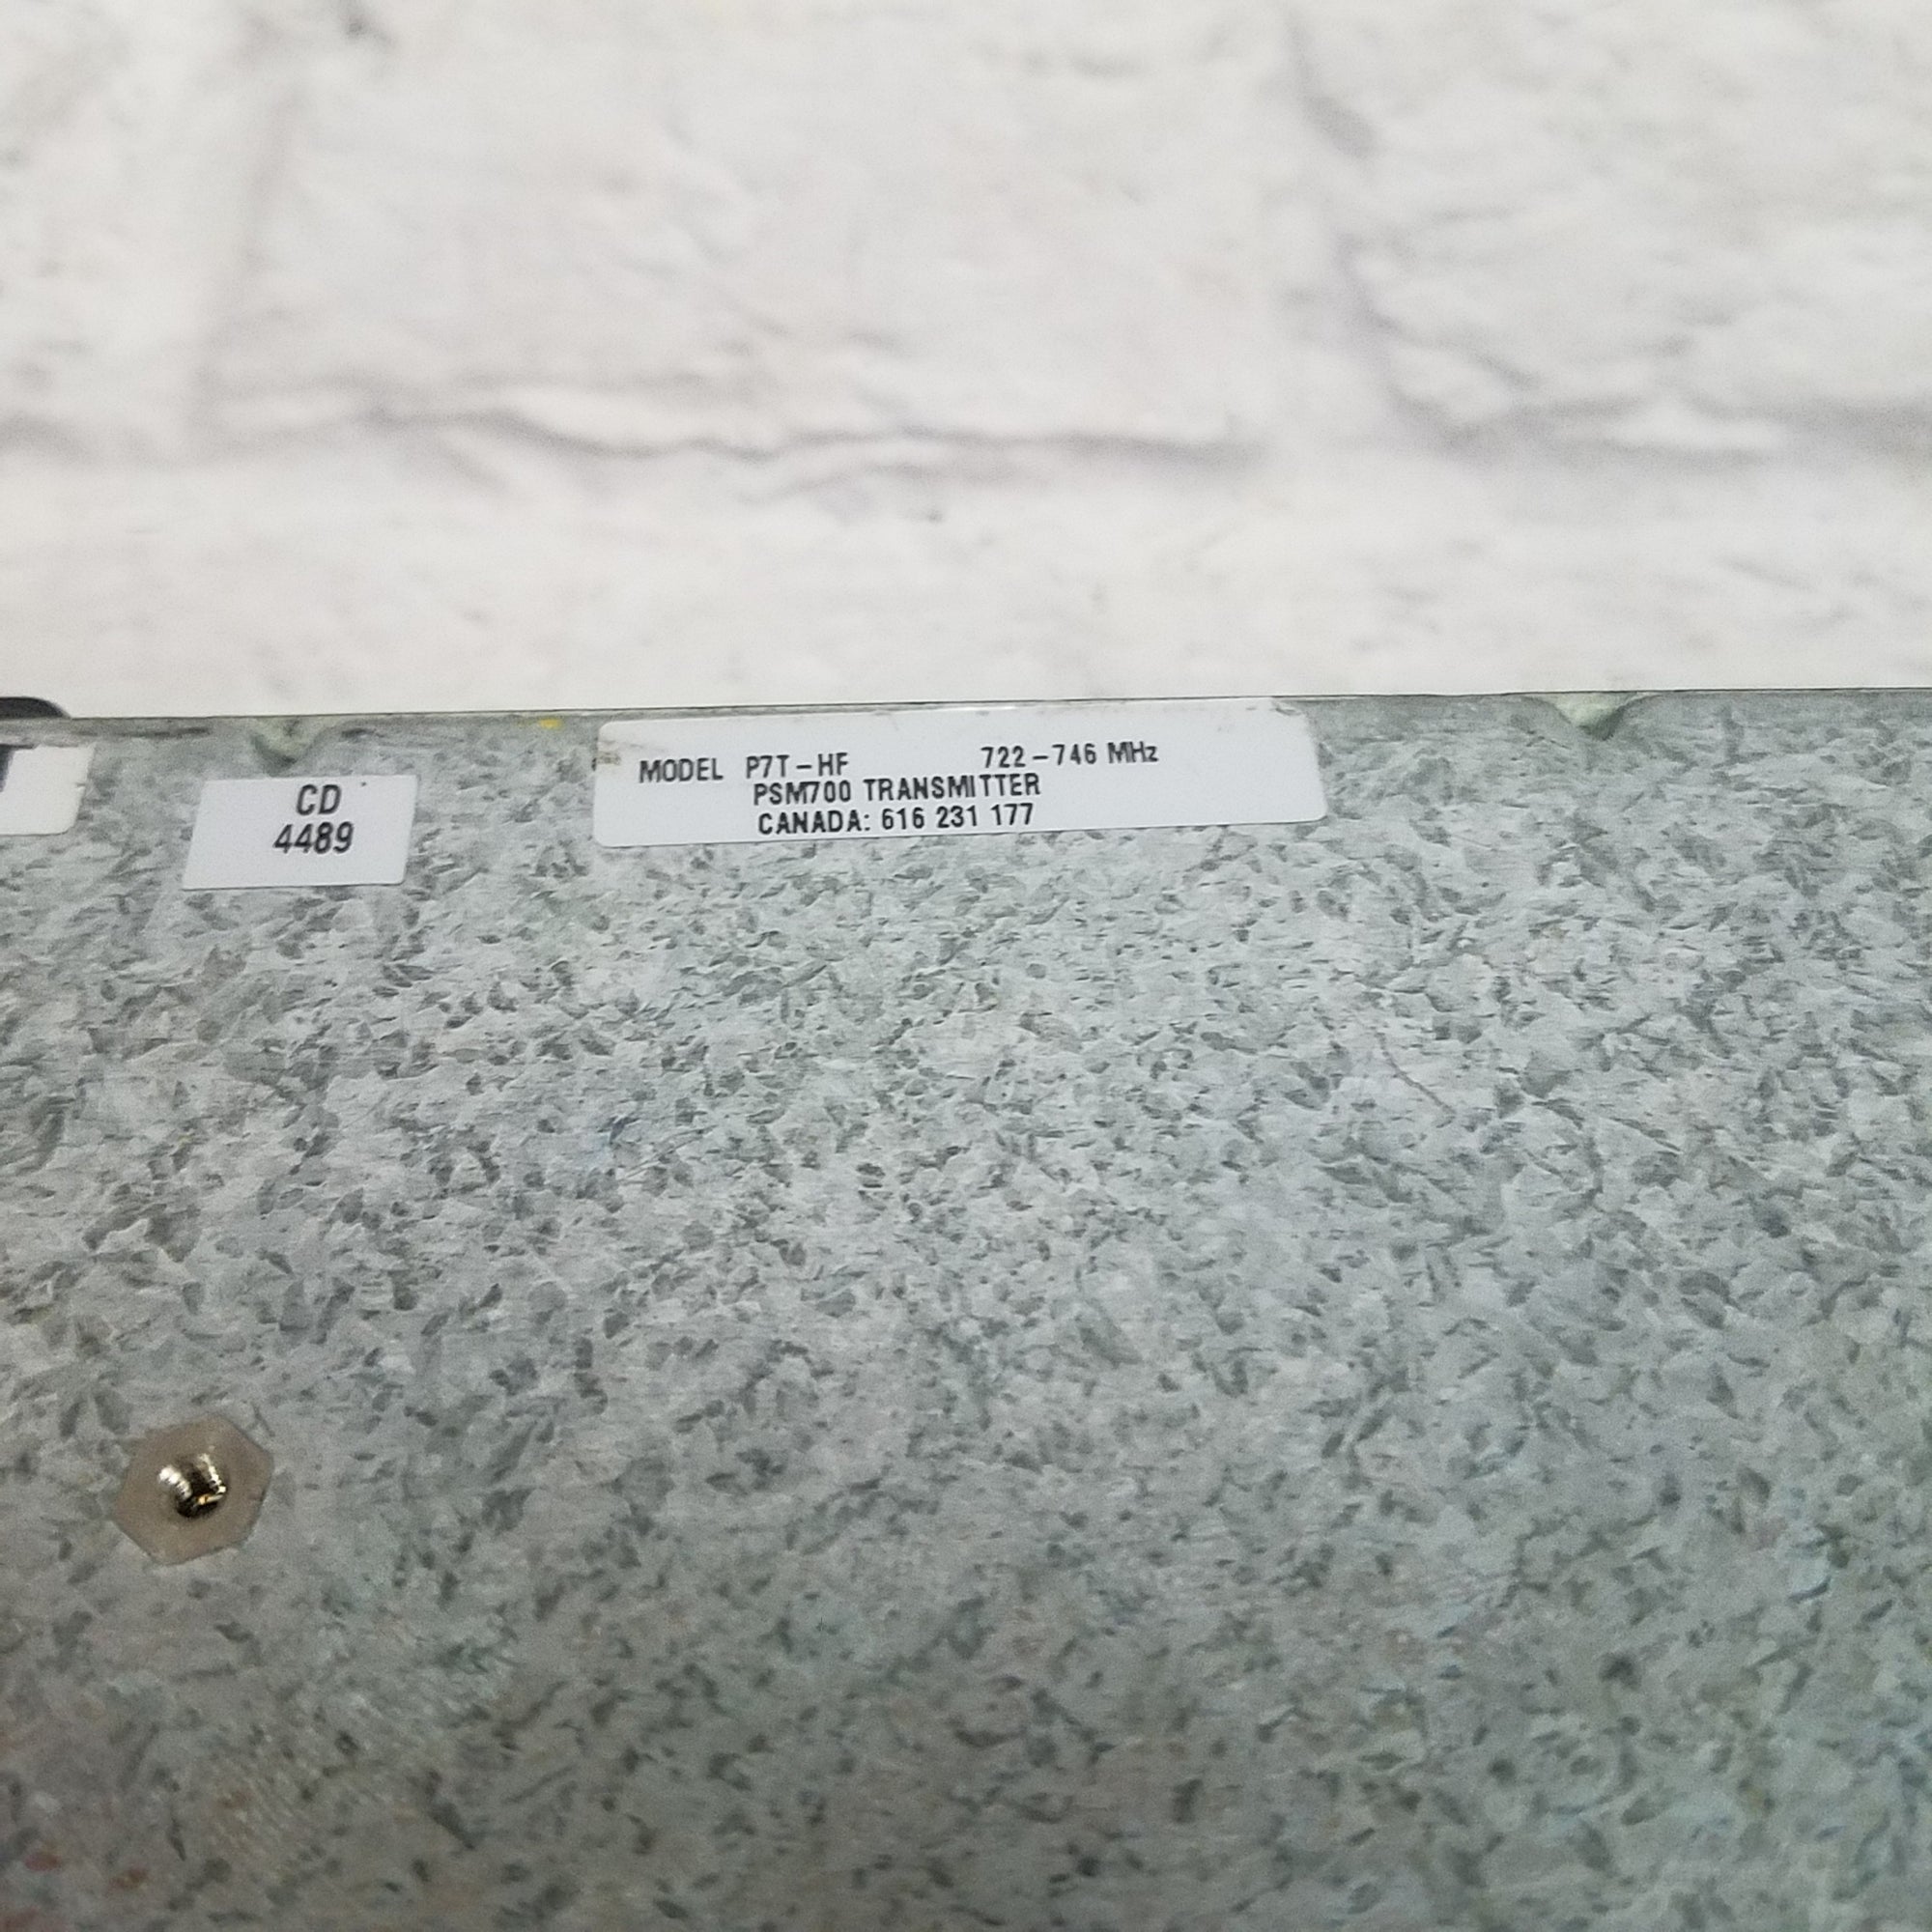 CD
4489
MODEL P7T-HF 722-746 MHz
PSM700 TRANSMITTER
CANADA: 616 231 177